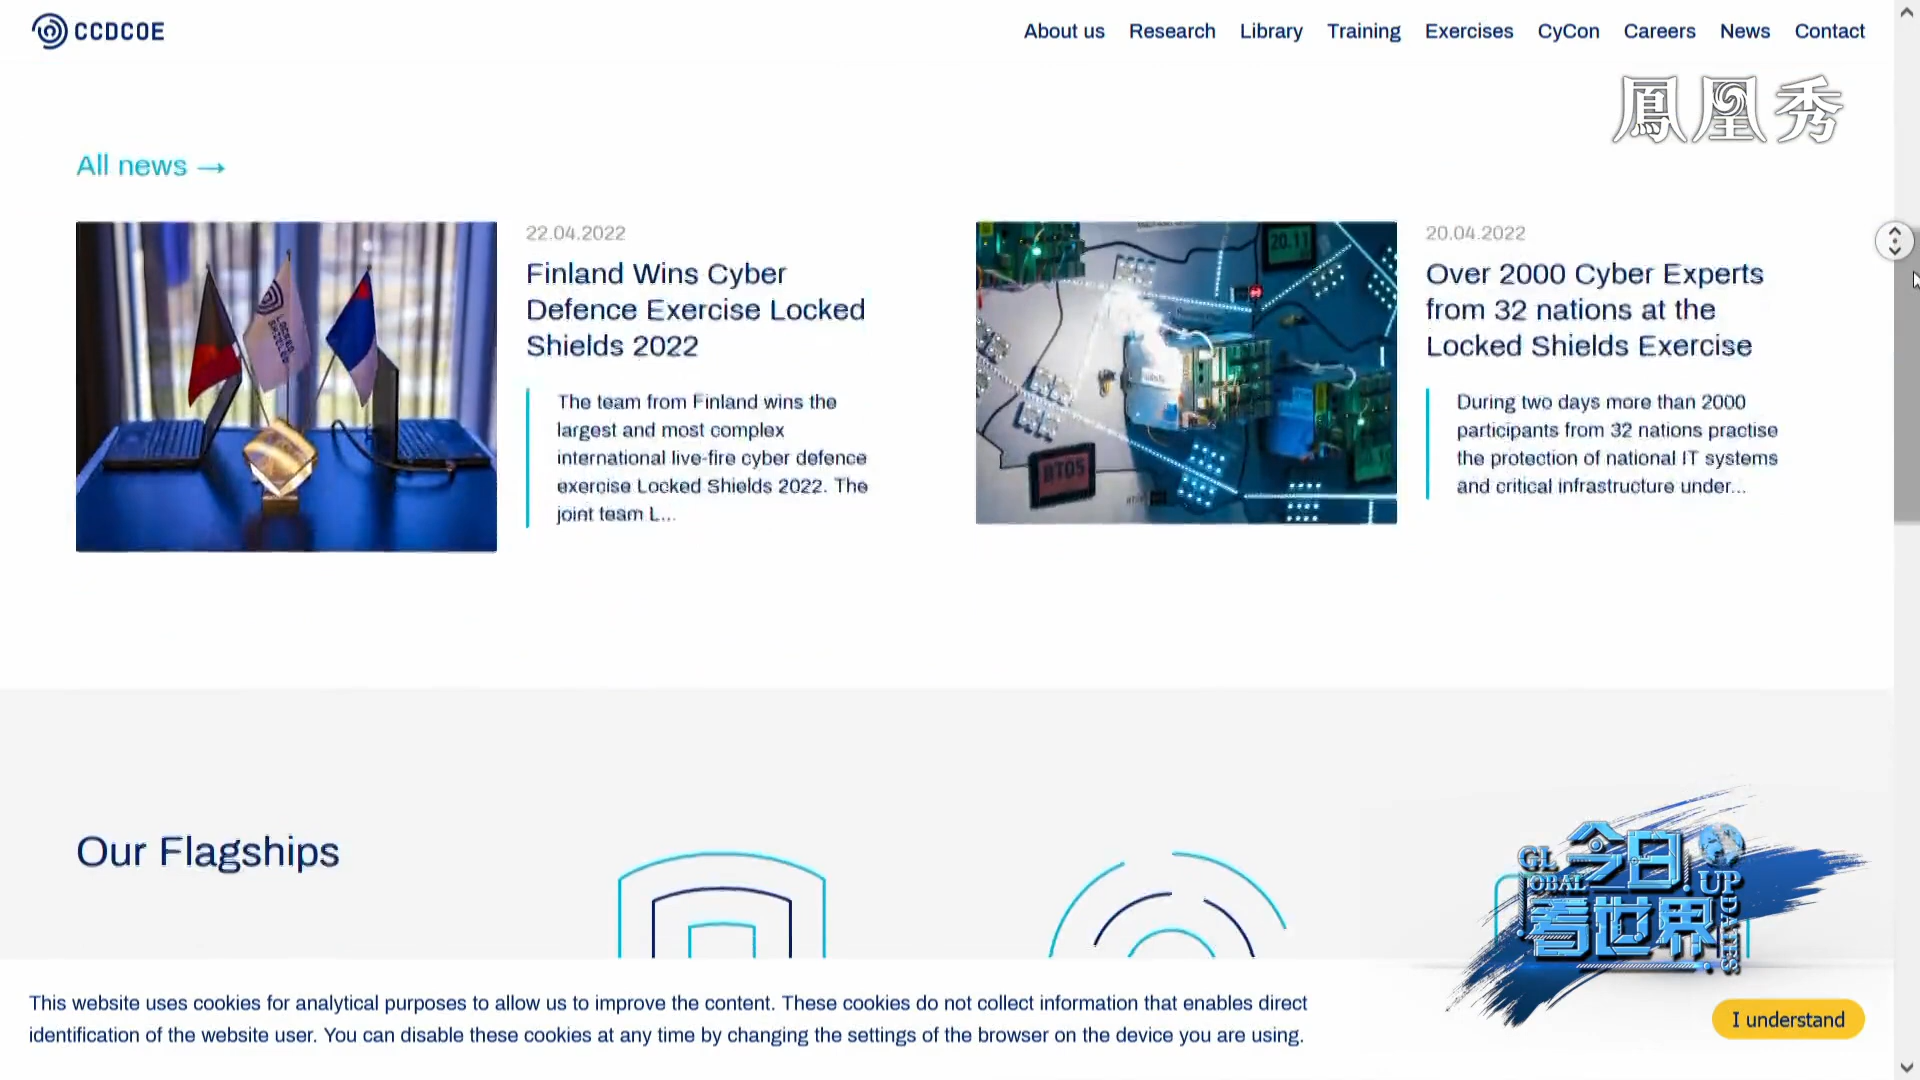 CCDCOE
About us Research Library Training Exercises CyCon Careers News Contact
鳳凰秀
All news →
22.04.2022
Finland Wins Cyber
Defence Exercise Locked
Shields 2022
The team from Finland wins the
largest and most complex
international live-fire cyber defence
exercise Locked Shields 2022. The
joint team L...
LOCKED SHIELDS
20.04.2022
Over 2000 Cyber Experts
from 32 nations at the
Locked Shields Exercise
During two days more than 2000
participants from 32 nations practise
the protection of national IT systems
and critical infrastructure under...
20.11
BT05
Our Flagships
今日
看世界
GLOBAL UPDATES
This website uses cookies for analytical purposes to allow us to improve the content. These cookies do not collect information that enables direct
identification of the website user. You can disable these cookies at any time by changing the settings of the browser on the device you are using.
I understand